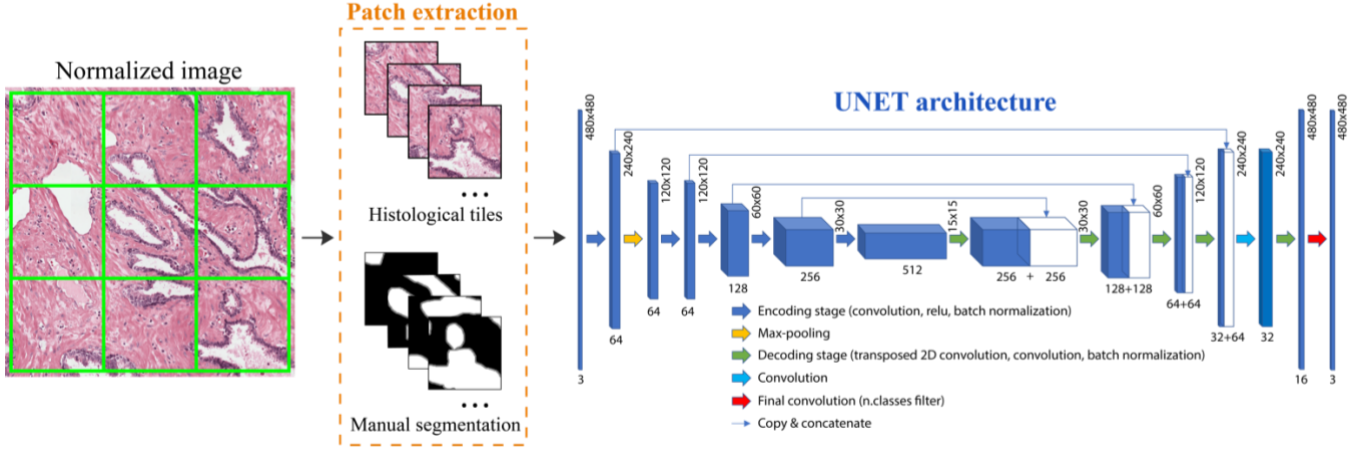 Patch extraction
Normalized image
Histological tiles
Manual segmentation
UNET architecture
480x480
240x240
120x120
120x120
60x60
30x30
15x15
30x30
60x60
120x120
240x240
240x240
480x480
480x480
3
64
64
64
128
256
512
256 + 256
128+128
64+64
32+64
32
16
3
Encoding stage (convolution, relu, batch normalization)
Max-pooling
Decoding stage (transposed 2D convolution, convolution, batch normalization)
Convolution
Final convolution (n.classes filter)
Copy & concatenate